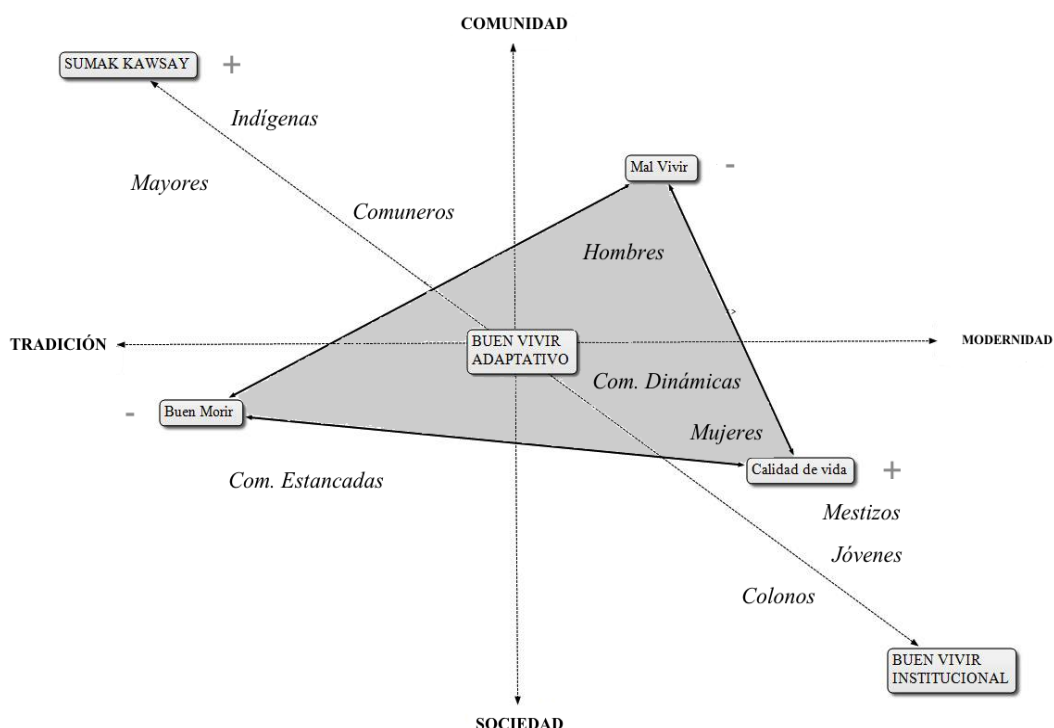 COMUNIDAD
SUMAK KAWSAY +
Indígenas
Mal Vivir -
Mayores
Comuneros
Hombres
>
TRADICIÓN
BUEN VIVIR
ADAPTATIVO
MODERNIDAD
Com. Dinámicas
- Buen Morir
Mujeres
Com. Estancadas
Calidad de vida +
Mestizos
Jóvenes
Colonos
BUEN VIVIR
INSTITUCIONAL
SOCIEDAD